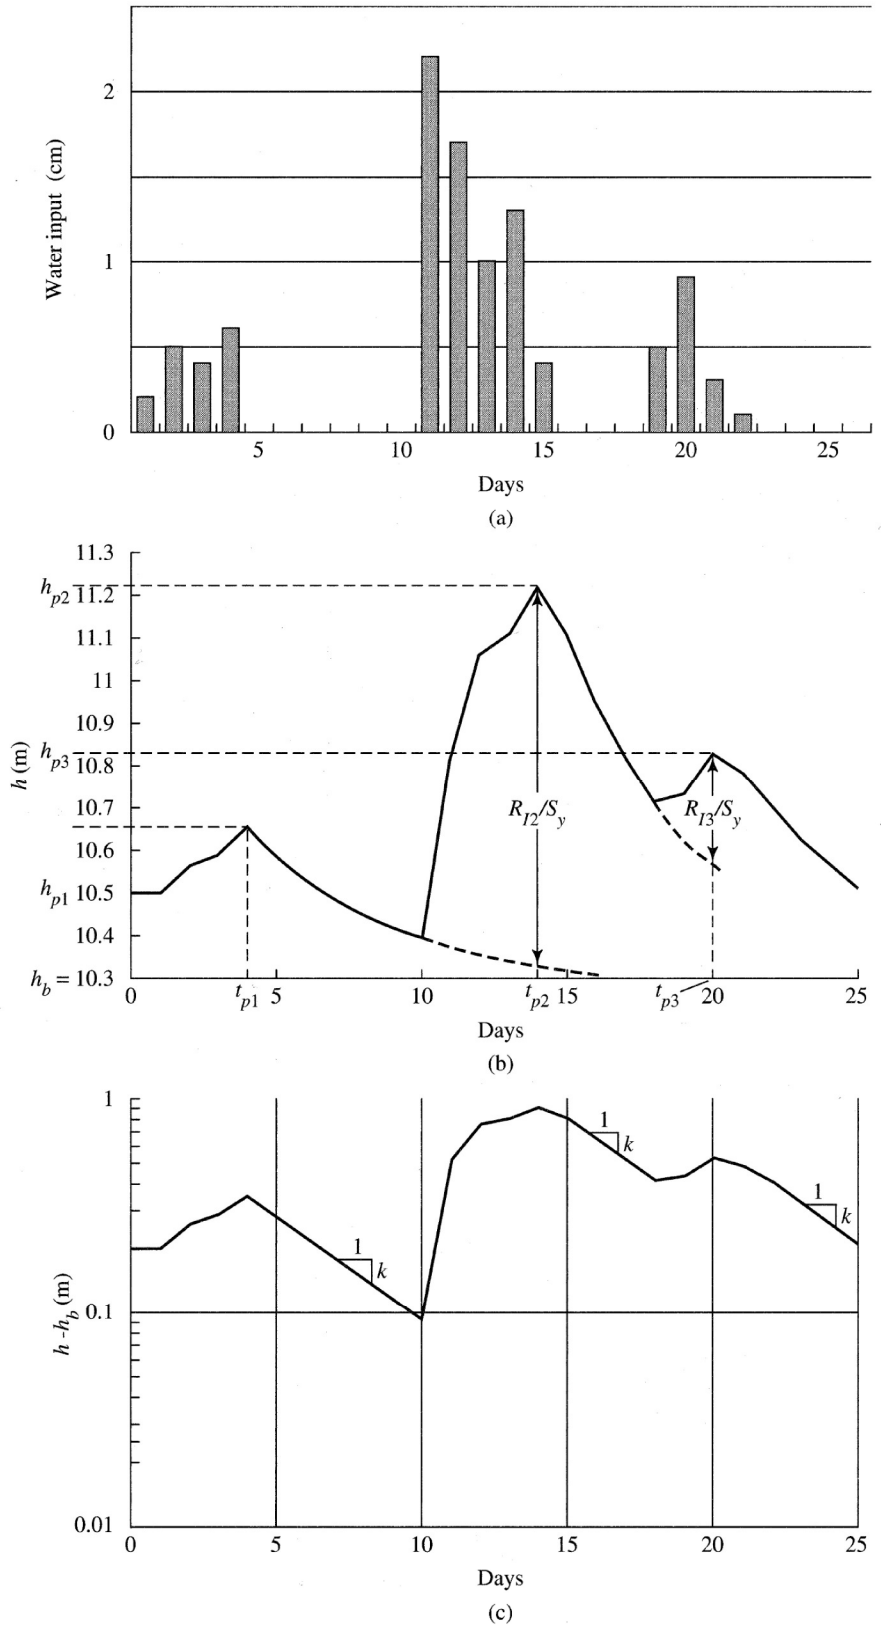 2
1
0
Water input (cm)
5 10 15 20 25
Days
(a)
11.3
h_p2 11.2
11.1
11
10.9
h_p3 10.8
10.7
10.6
h_p1 10.5
10.4
h_b = 10.3
h (m)
R_I2/S_y
R_I3/S_y
0 t_p1 5 10 t_p2 15 t_p3 20 25
Days
(b)
1
0.1
0.01
h - h_b (m)
1
k
1
k
1
k
0 5 10 15 20 25
Days
(c)